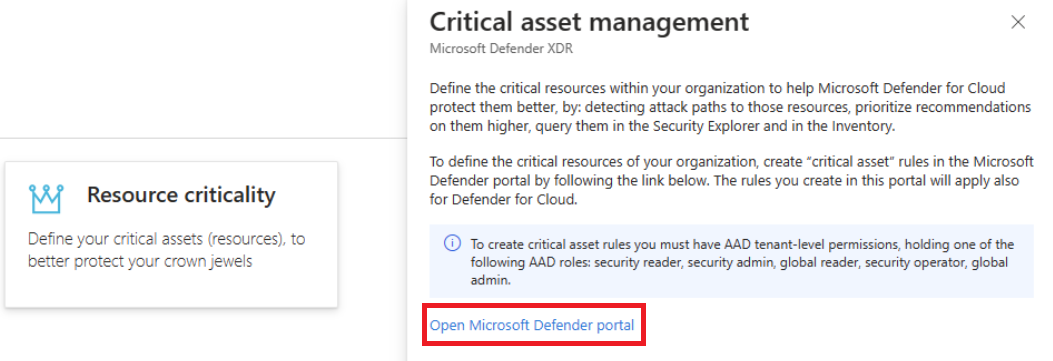 Critical asset management
Microsoft Defender XDR
Define the critical resources within your organization to help Microsoft Defender for Cloud
protect them better, by: detecting attack paths to those resources, prioritize recommendations
on them higher, query them in the Security Explorer and in the Inventory.
To define the critical resources of your organization, create “critical asset” rules in the Microsoft
Defender portal by following the link below. The rules you create in this portal will apply also
for Defender for Cloud.
To create critical asset rules you must have AAD tenant-level permissions, holding one of the
following AAD roles: security reader, security admin, global reader, security operator, global
admin.
Open Microsoft Defender portal
Resource criticality
Define your critical assets (resources), to
better protect your crown jewels